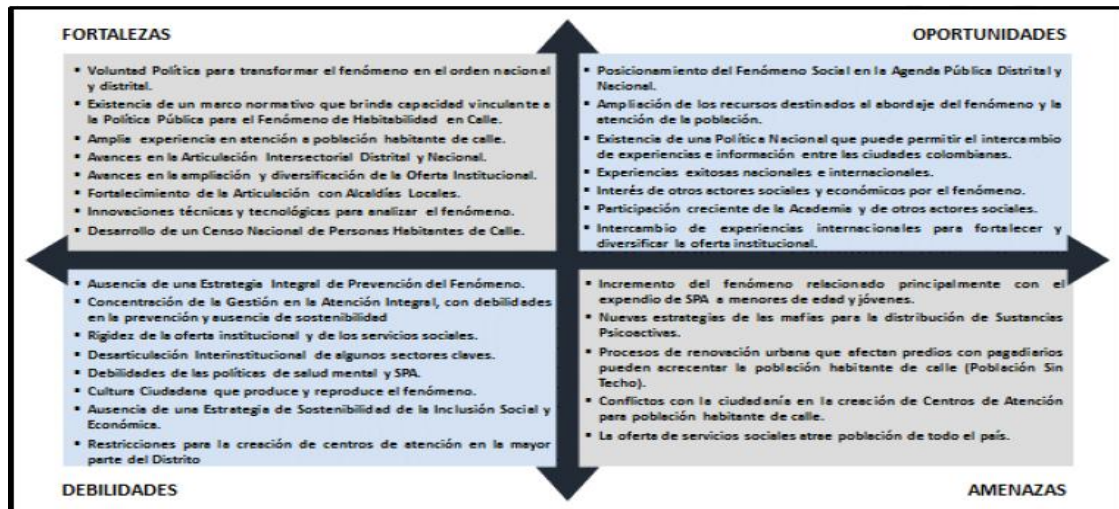 FORTALEZAS
▪ Voluntad Política para transformar el fenómeno en el orden nacional
y distrital.
▪ Existencia de un marco normativo que brinda capacidad vinculante a
la Política Pública para el Fenómeno de Habitabilidad en Calle.
▪ Amplia experiencia en atención a población habitante de calle.
▪ Avances en la Articulación Intersectorial Distrital y Nacional.
▪ Avances en la ampliación y diversificación de la Oferta Institucional.
▪ Fortalecimiento de la Articulación con Alcaldías Locales.
▪ Innovaciones técnicas y tecnológicas para analizar el fenómeno.
▪ Desarrollo de un Censo Nacional de Personas Habitantes de Calle.
OPORTUNIDADES
▪ Posicionamiento del Fenómeno Social en la Agenda Pública Distrital y
Nacional.
▪ Ampliación de los recursos destinados al abordaje del fenómeno y la
atención de la población.
▪ Existencia de una Política Nacional que puede permitir el intercambio
de experiencias e información entre las ciudades colombianas.
▪ Experiencias exitosas nacionales e internacionales.
▪ Interés de otros actores sociales y económicos por el fenómeno.
▪ Participación creciente de la Academia y de otros actores sociales.
▪ Intercambio de experiencias internacionales para fortalecer y
diversificar la oferta institucional.
▪ Ausencia de una Estrategia Integral de Prevención del Fenómeno.
▪ Concentración de la Gestión en la Atención Integral, con debilidades
en la prevención y ausencia de sostenibilidad
▪ Rigidez de la oferta institucional y de los servicios sociales.
▪ Desarticulación Interinstitucional de algunos sectores claves.
▪ Debilidades de las políticas de salud mental y SPA.
▪ Cultura Ciudadana que produce y reproduce el fenómeno.
▪ Ausencia de una Estrategia de Sostenibilidad de la Inclusión Social y
Económica.
▪ Restricciones para la creación de centros de atención en la mayor
parte del Distrito
DEBILIDADES
▪ Incremento del fenómeno relacionado principalmente con el
expendio de SPA a menores de edad y jóvenes.
▪ Nuevas estrategias de las mafias para la distribución de Sustancias
Psicoactivas.
▪ Procesos de renovación urbana que afectan predios con pagadiarios
pueden acrecentar la población habitante de calle (Población Sin
Techo).
▪ Conflictos con la ciudadanía en la creación de Centros de Atención
para población habitante de calle.
▪ La oferta de servicios sociales atrae población de todo el país.
AMENAZAS